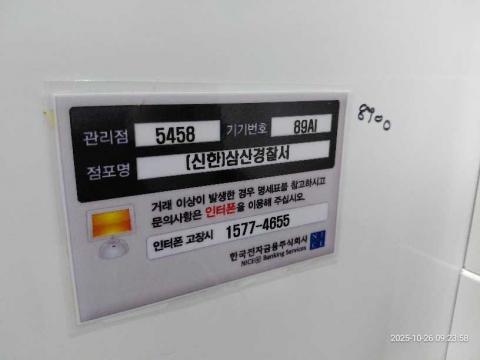 관리점 5458 기기번호 89AI
8900
점포명 (신한)삼산경찰서
거래 이상이 발생한 경우 명세표를 참고하시고
문의사항은 인터폰을 이용해 주십시오.
인터폰 고장시 1577-4655
한국전자금융주식회사
NICE Banking Services
NICE
2025-10-26 09:23:58